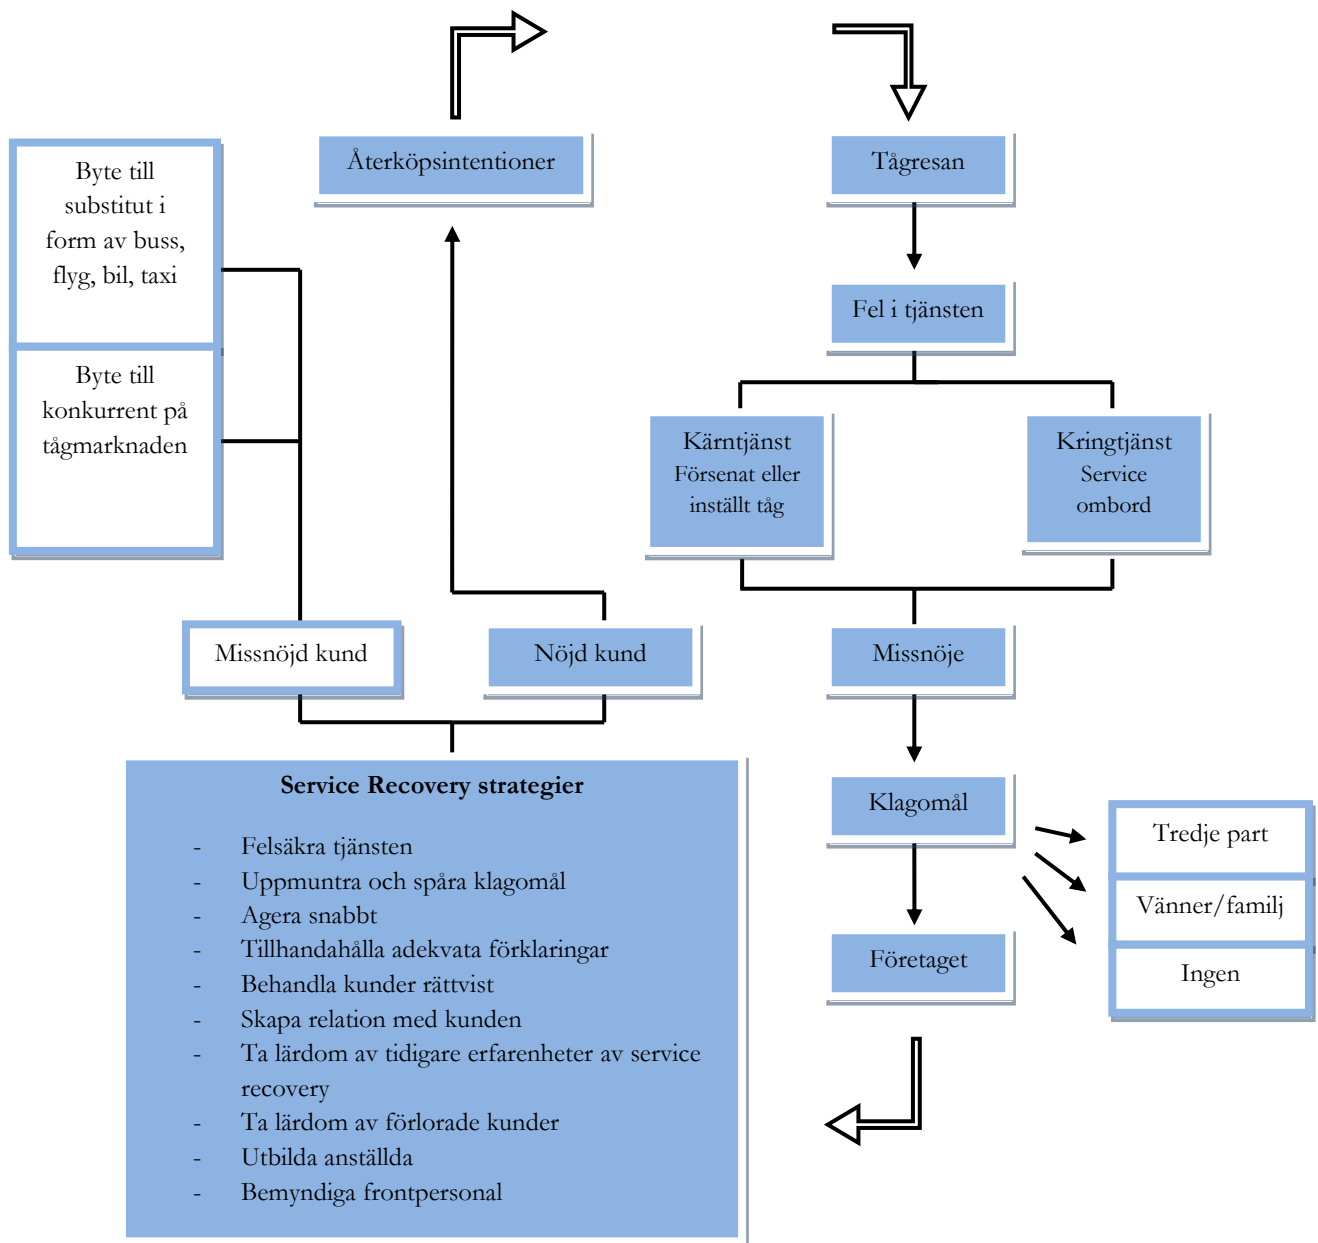 Återköpsintentioner
Tågresan
Byte till
substitut i
form av buss,
flyg, bil, taxi
Byte till
konkurrent på
tågmarknaden
Fel i tjänsten
Kärntjänst
Försenat eller
inställt tåg
Kringtjänst
Service
ombord
Missnöjd kund
Nöjd kund
Missnöje
Klagomål
Tredje part
Vänner/familj
Ingen
Företaget
Service Recovery strategier
- Felsäkra tjänsten
- Uppmuntra och spåra klagomål
- Agera snabbt
- Tillhandahålla adekvata förklaringar
- Behandla kunder rättvist
- Skapa relation med kunden
- Ta lärdom av tidigare erfarenheter av service
recovery
- Ta lärdom av förlorade kunder
- Utbilda anställda
- Bemyndiga frontpersonal